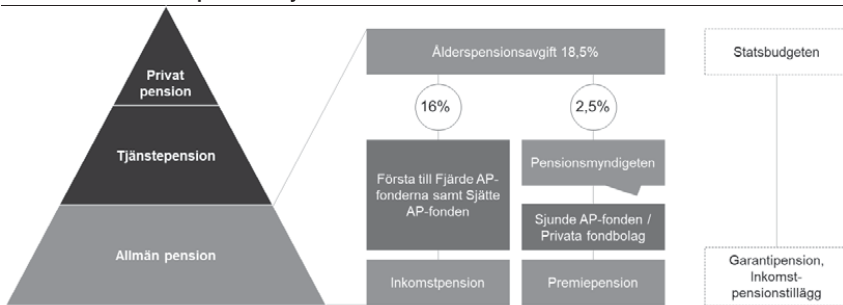 Privat
pension
Tjänstepension
Allmän pension
Ålderspensionsavgift 18,5%
16%
2,5%
Första till Fjärde AP-
fonderna samt Sjätte
AP-fonden
Pensionsmyndigeten
Sjunde AP-fonden /
Privata fondbolag
Inkomstpension
Premiepension
Statsbudgeten
Garantipension,
Inkomst-
pensionstillägg